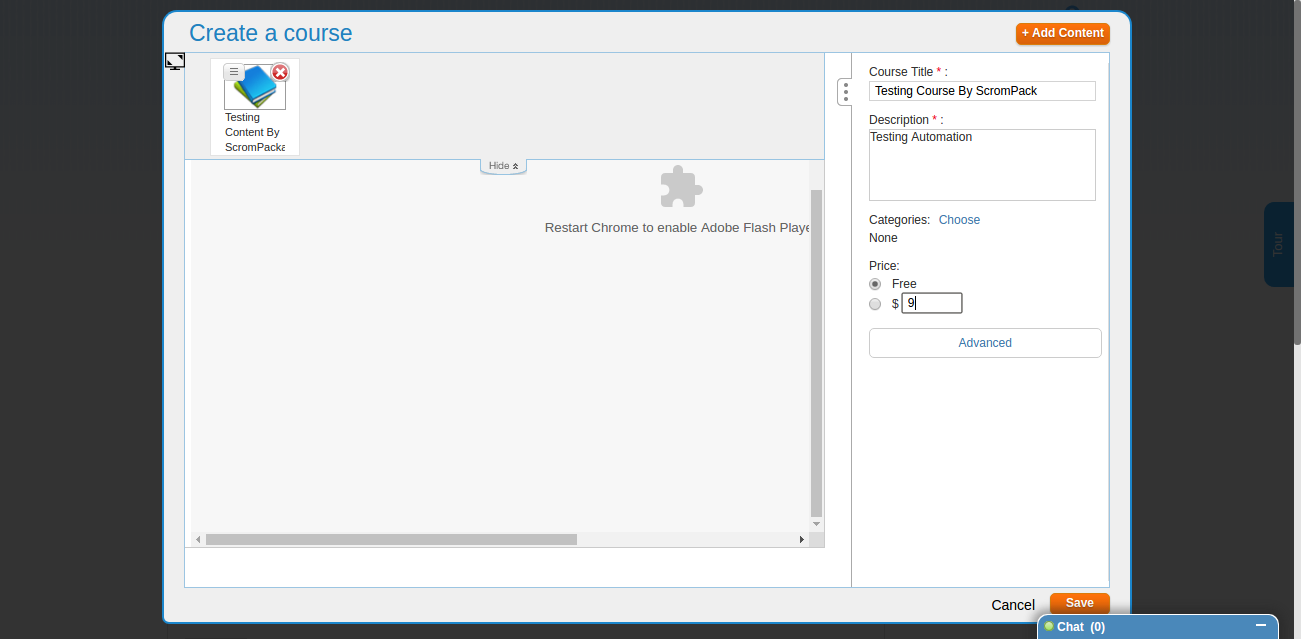 Create a course
+ Add Content
Testing
Content By
ScromPacka
Hide
Restart Chrome to enable Adobe Flash Playe
Course Title * :
Testing Course By ScromPack
Description * :
Testing Automation
Categories: Choose
None
Price:
Free
$ 9
Advanced
Tour
Cancel
Save
Chat (0)